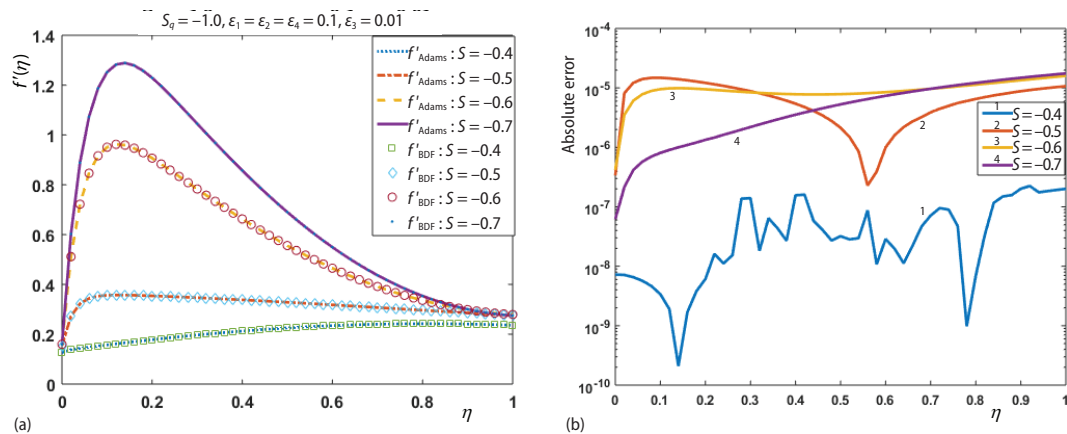 S_q = −1.0, ε₁ = ε₂ = ε₄ = 0.1, ε₃ = 0.01
f'(η)
1.4
1.2
1
0.8
0.6
0.4
0.2
0
0
0.2
0.4
0.6
0.8
1
η
(a)
f'Adams : S = −0.4
f'Adams : S = −0.5
f'Adams : S = −0.6
f'Adams : S = −0.7
f'BDF : S = −0.4
f'BDF : S = −0.5
f'BDF : S = −0.6
f'BDF : S = −0.7
Absolute error
10⁻⁴
10⁻⁵
10⁻⁶
10⁻⁷
10⁻⁸
10⁻⁹
10⁻¹⁰
3
4
2
1
1 S = −0.4
2 S = −0.5
3 S = −0.6
4 S = −0.7
0
0.1
0.2
0.3
0.4
0.5
0.6
0.7
0.8
0.9
1
η
(b)